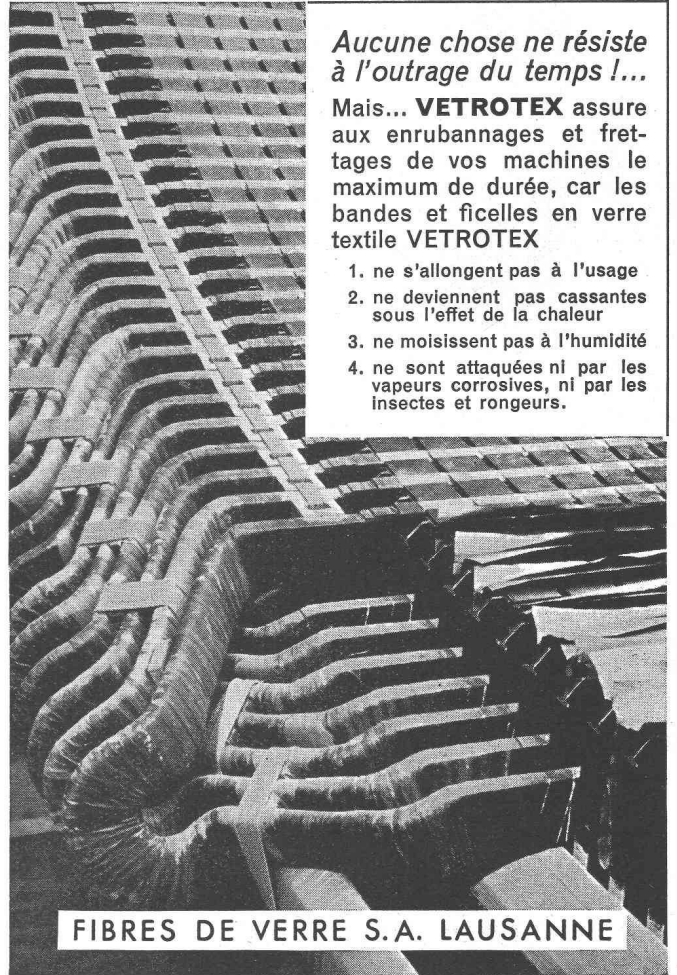 Aucune chose ne résiste
à l'outrage du temps !...
Mais... VETROTEX assure
aux enrubannages et fret-
tages de vos machines le
maximum de durée, car les
bandes et ficelles en verre
textile VETROTEX
1. ne s'allongent pas à l'usage
2. ne deviennent pas cassantes
sous l'effet de la chaleur
3. ne moisissent pas à l'humidité
4. ne sont attaquées ni par les
vapeurs corrosives, ni par les
insectes et rongeurs.
FIBRES DE VERRE S.A. LAUSANNE